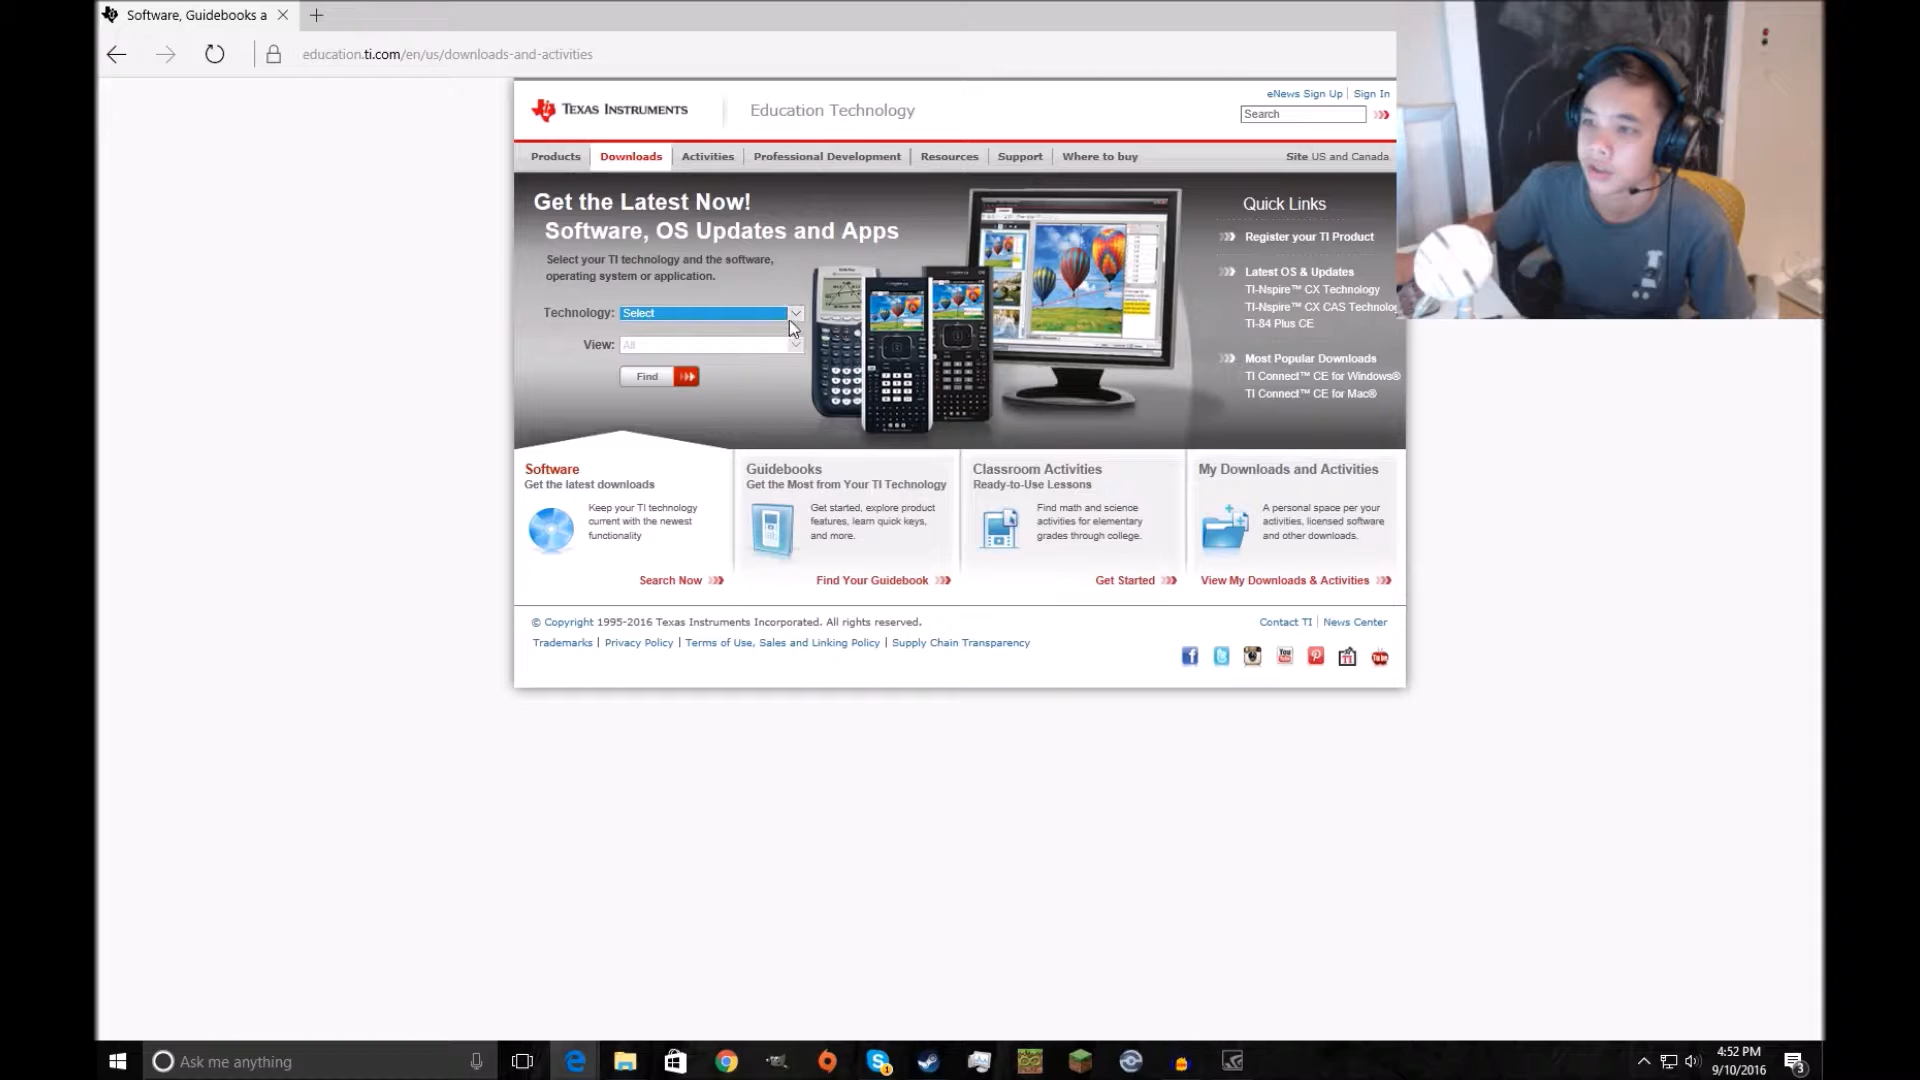 Software, Guidebooks a
education.ti.com/en/us/downloads-and-activities
eNews Sign Up | Sign In
TEXAS INSTRUMENTS
Education Technology
Search
Products
Downloads
Activities
Professional Development
Resources
Support
Where to buy
Site US and Canada
Get the Latest Now!
Software, OS Updates and Apps
Select your TI technology and the software,
operating system or application.
Technology: Select
View: All
Find
Quick Links
Register your TI Product
Latest OS & Updates
TI-Nspire™ CX Technology
TI-Nspire™ CX CAS Technolog
TI-84 Plus CE
Most Popular Downloads
TI Connect™ CE for Windows®
TI Connect™ CE for Mac®
Software
Get the latest downloads
Keep your TI technology
current with the newest
functionality
Search Now
Guidebooks
Get the Most from Your TI Technology
Get started, explore product
features, learn quick keys,
and more.
Find Your Guidebook
Classroom Activities
Ready-to-Use Lessons
Find math and science
activities for elementary
grades through college.
Get Started
My Downloads and Activities
A personal space per your
activities, licensed software
and other downloads.
View My Downloads & Activities
© Copyright 1995-2016 Texas Instruments Incorporated. All rights reserved.
Contact TI | News Center
Trademarks | Privacy Policy | Terms of Use, Sales and Linking Policy | Supply Chain Transparency
Ask me anything
4:52 PM
9/10/2016